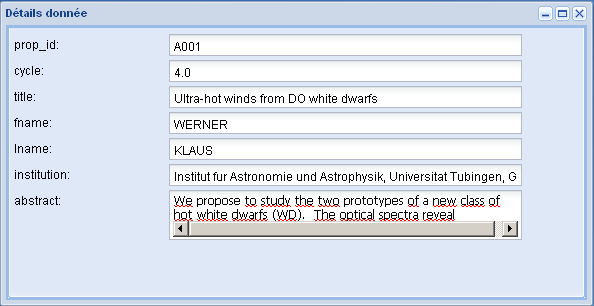 Détails donnée
prop_id: A001
cycle: 4.0
title: Ultra-hot winds from DO white dwarfs
fname: WERNER
lname: KLAUS
institution: Institut fur Astronomie und Astrophysik, Universitat Tubingen, G
abstract: We propose to study the two prototypes of a new class of
hot white dwarfs (WD). The optical spectra reveal